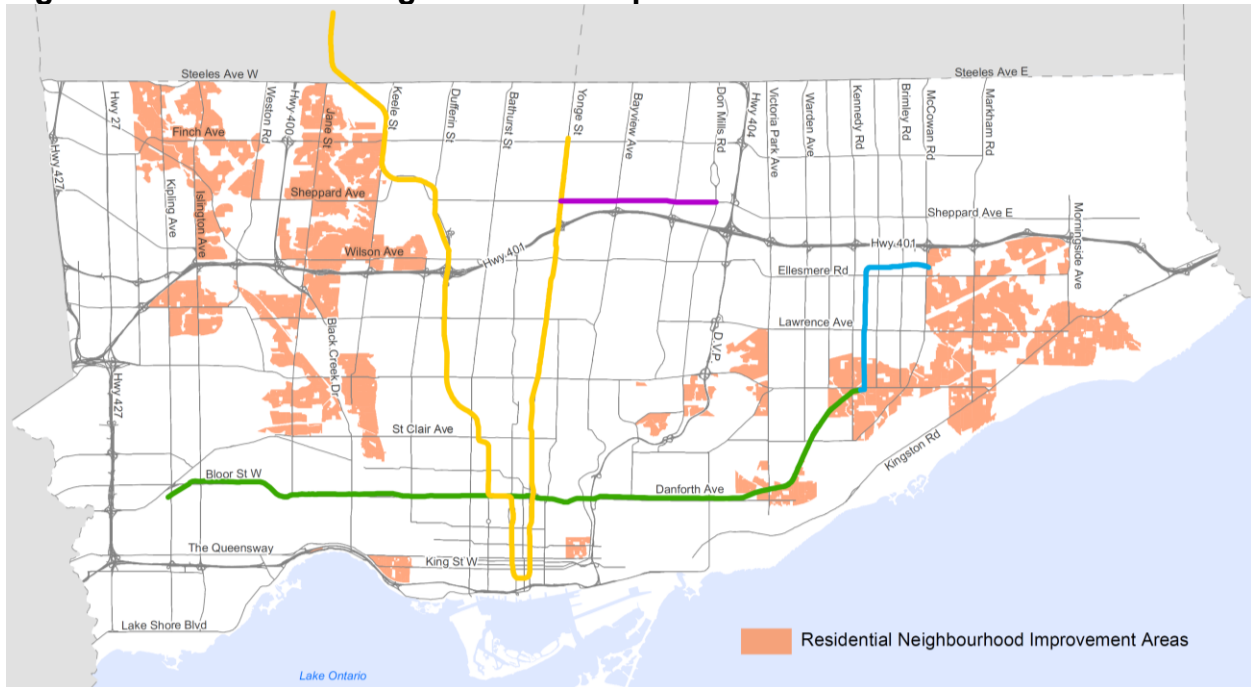 Steeles Ave W
Steeles Ave E
Hwy 27
Weston Rd
Hwy 400
Jane St
Keele St
Dufferin St
Bathurst St
Yonge St
Bayview Ave
Don Mills Rd
Hwy 404
Victoria Park Ave
Warden Ave
Kennedy Rd
Brimley Rd
McCowan Rd
Markham Rd
Finch Ave
Hwy 427
Kipling Ave
Islington Ave
Sheppard Ave
Sheppard Ave E
Morningside Ave
Wilson Ave
Hwy 401
Hwy 401
Ellesmere Rd
Lawrence Ave
Black Creek Dr
D.V.P.
Hwy 427
St Clair Ave
Kingston Rd
Bloor St W
Danforth Ave
The Queensway
King St W
Lake Shore Blvd
Residential Neighbourhood Improvement Areas
Lake Ontario